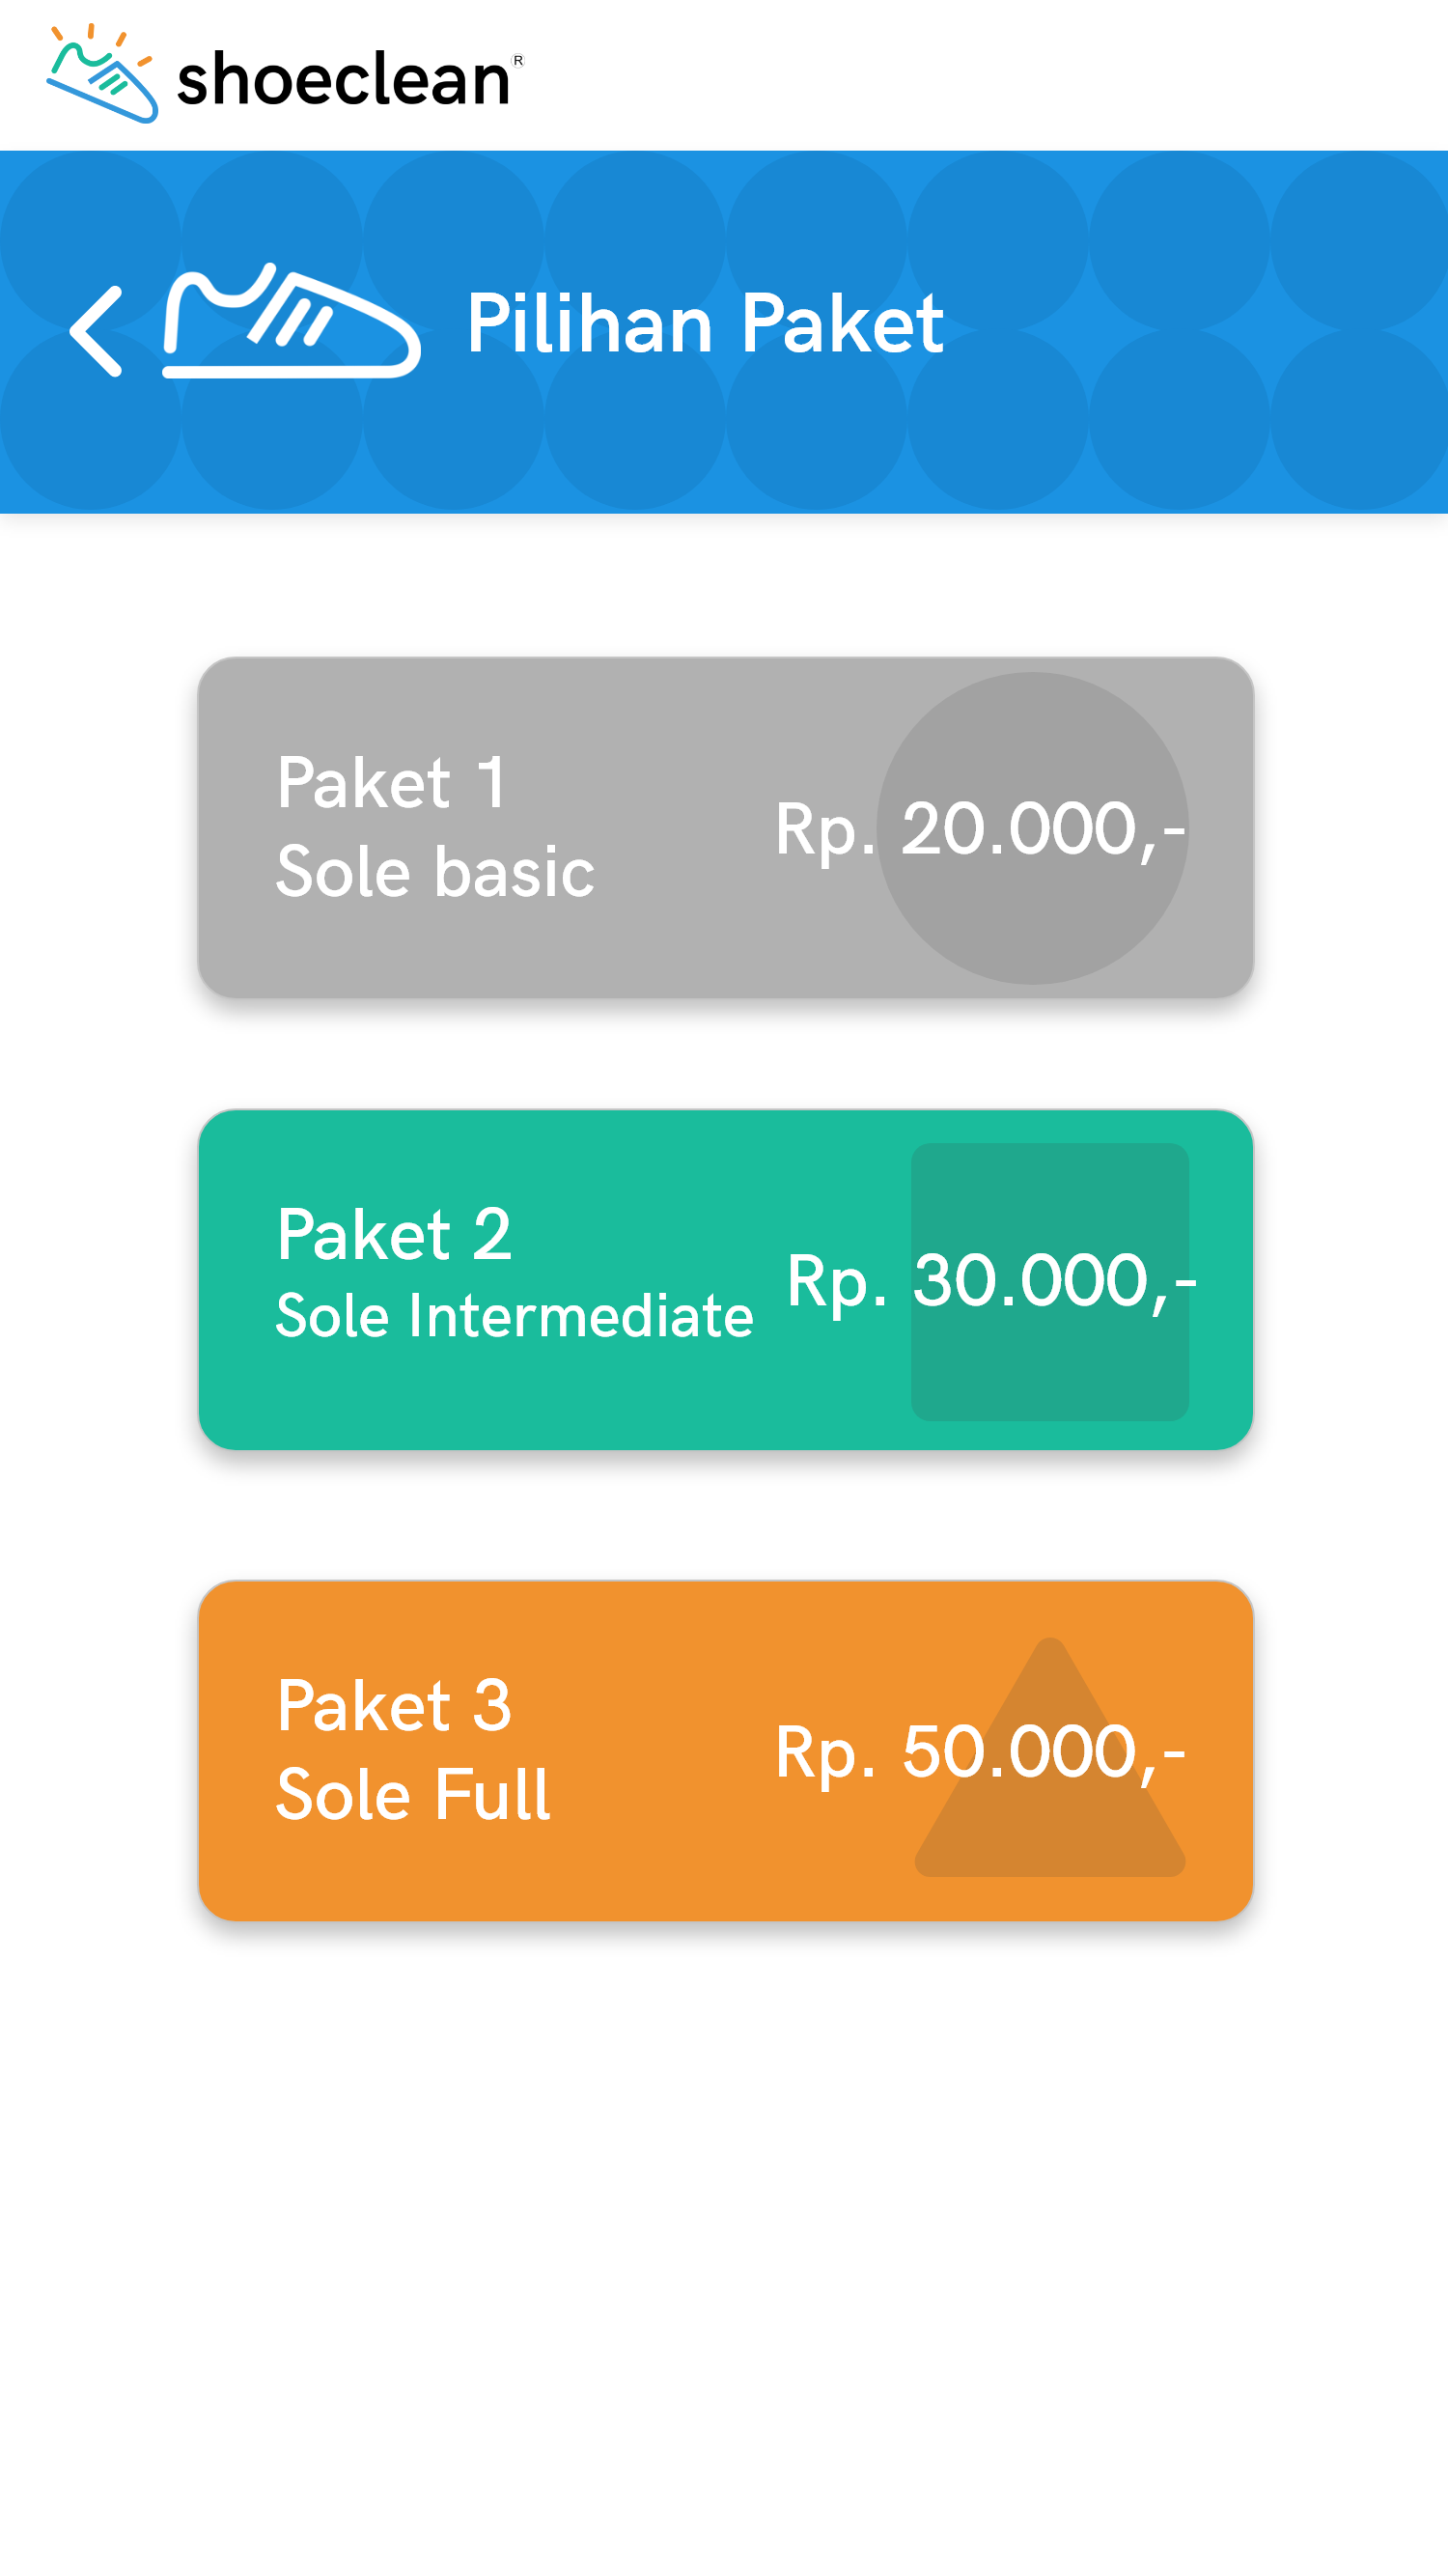 shoeclean®
Pilihan Paket
Paket 1
Sole basic
Rp. 20.000,-
Paket 2
Sole Intermediate
Rp. 30.000,-
Paket 3
Sole Full
Rp. 50.000,-